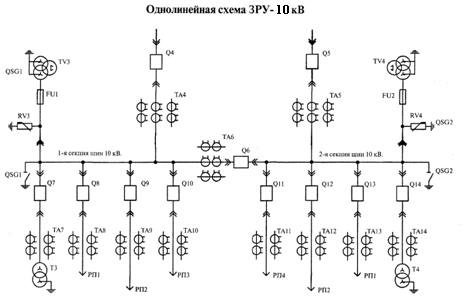 Однолинейная схема ЗРУ-10 кВ
Q4
Q5
TV3
TV4
QSG1
FU1
FU2
TA4
TA5
RV3
RV4
QSG2
TA6
1-я секция шин 10 кВ.
Q6
2-я секция шин 10 кВ.
QSG1
QSG2
Q7
Q8
Q9
Q10
Q11
Q12
Q13
Q14
TA7
TA8
TA9
TA10
TA11
TA12
TA13
TA14
Т3
РП1
РП3
РП4
РП1
Т4
РП2
РП2